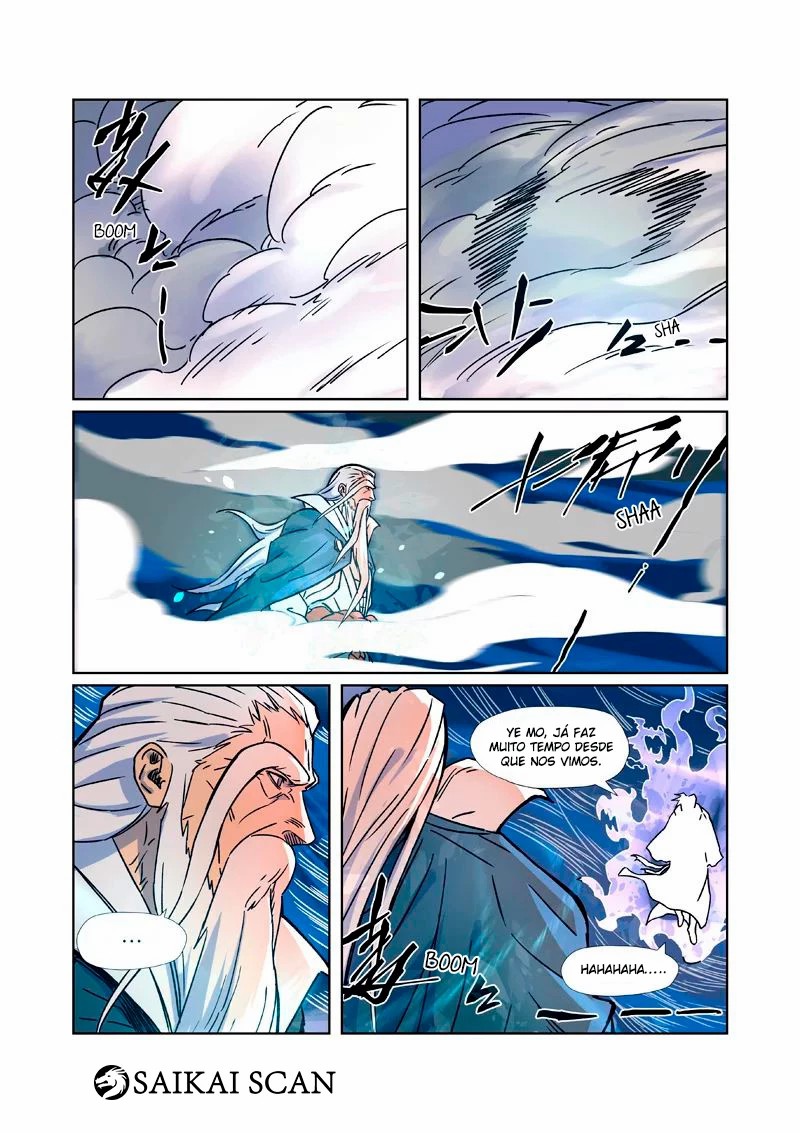 BOOM
SHA
SHAA
...
YE MO, JÁ FAZ
MUITO TEMPO DESDE
QUE NOS VIMOS.
BOOM
HAHAHAHA.....
SAIKAI SCAN